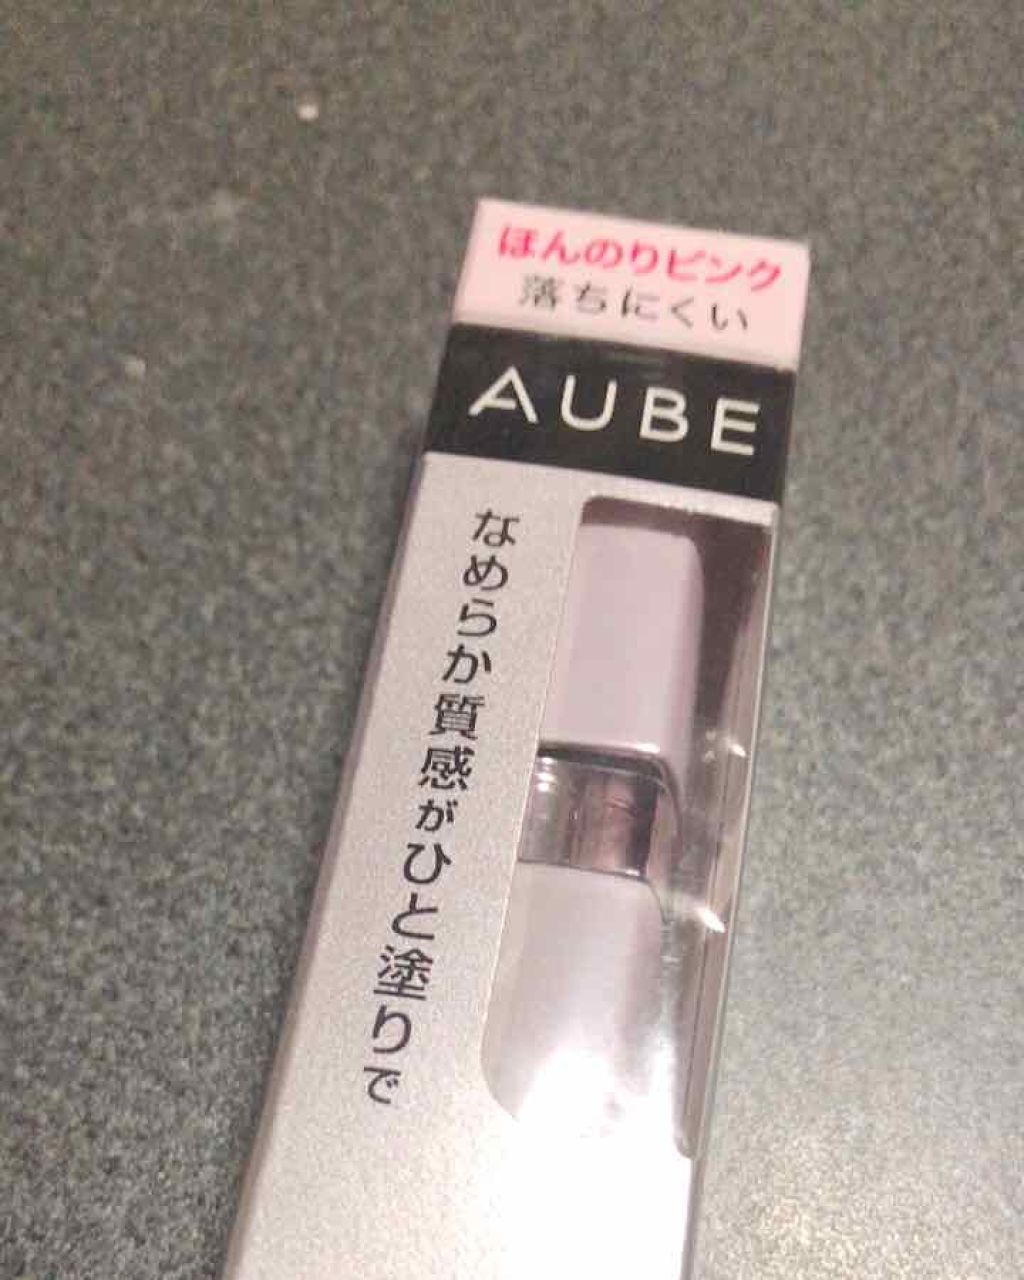 ほんのりピンク
落ちにくい
AUBE
なめらか質感がひと塗りで